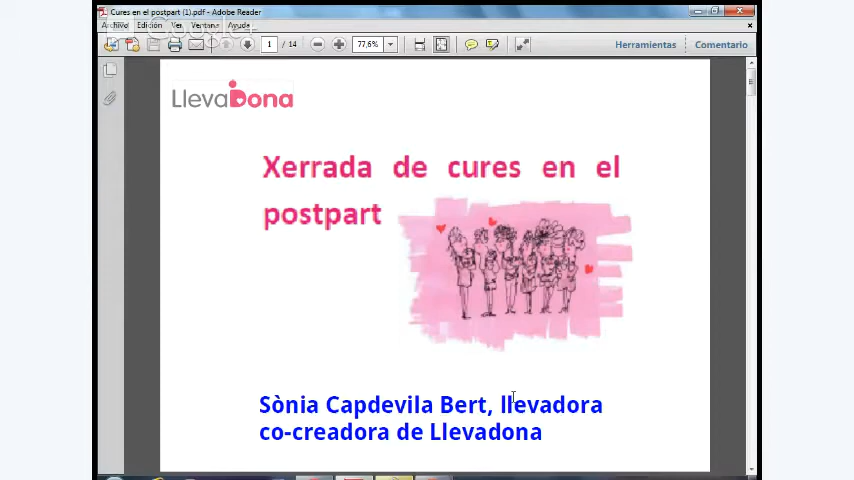 Cures en el postpart (1).pdf - Adobe Reader
Archivo Edición Ver Ventana Ayuda
Google+
1 / 14 77,6% Herramientas Comentario
LlevaDona
Xerrada de cures en el
postpart
Sònia Capdevila Bert, llevadora
co-creadora de Llevadona